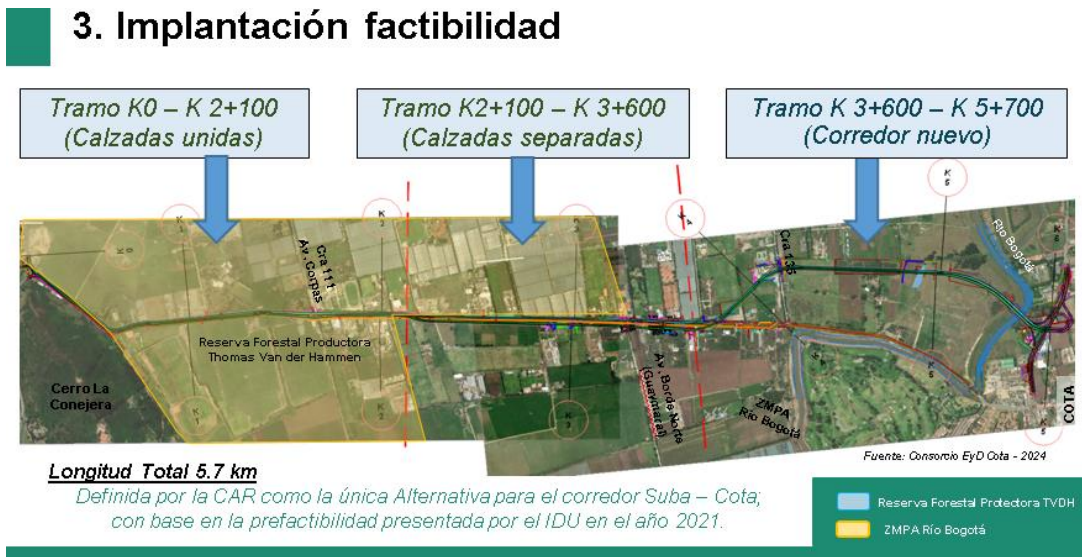 3. Implantación factibilidad
Tramo K0 – K 2+100
(Calzadas unidas)
Tramo K2+100 – K 3+600
(Calzadas separadas)
Tramo K 3+600 – K 5+700
(Corredor nuevo)
Cra 111
Av. Corpas
Cra 135
Río Bogotá
Reserva Forestal Productora
Thomas Van der Hammen
Cerro La
Conejera
Av. Borde Norte
(Guaymaral)
ZMPA
Río Bogotá
COTA
Fuente: Consorcio EyD Cota - 2024
Longitud Total 5.7 km
Definida por la CAR como la única Alternativa para el corredor Suba – Cota;
con base en la prefactibilidad presentada por el IDU en el año 2021.
Reserva Forestal Protectora TVDH
ZMPA Río Bogotá